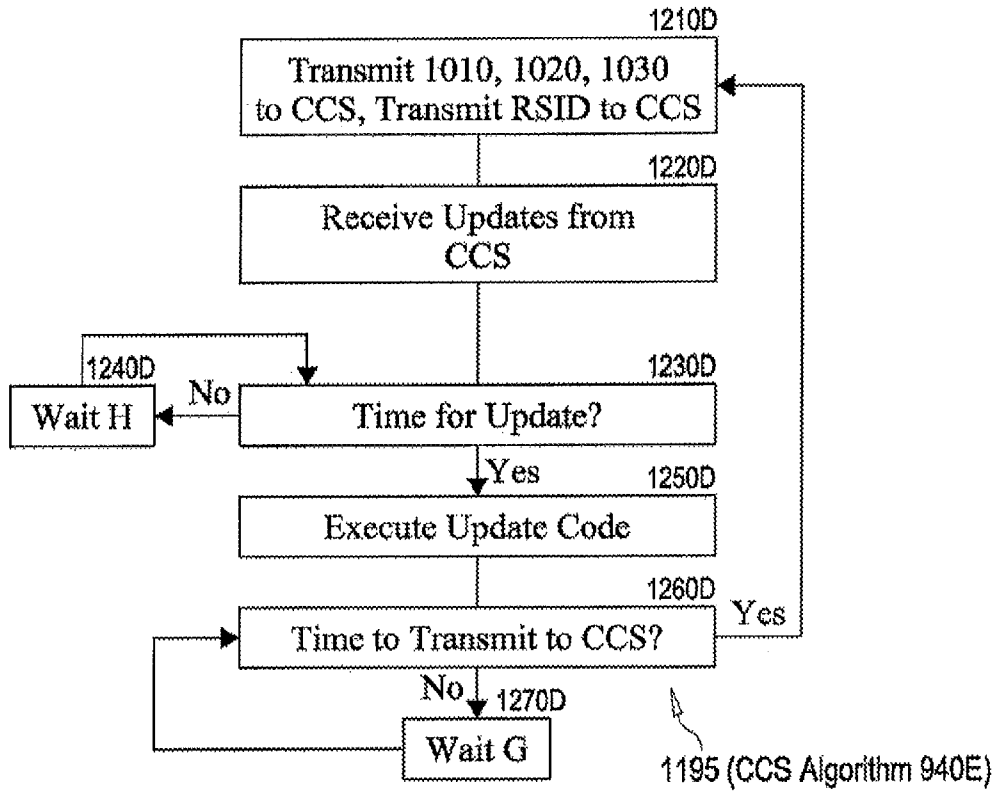 1210D
Transmit 1010, 1020, 1030
to CCS, Transmit RSID to CCS
1220D
Receive Updates from
CCS
1240D
1230D
Wait H
No
Time for Update?
Yes
1250D
Execute Update Code
1260D
Time to Transmit to CCS?
Yes
No
1270D
Wait G
1195 (CCS Algorithm 940E)